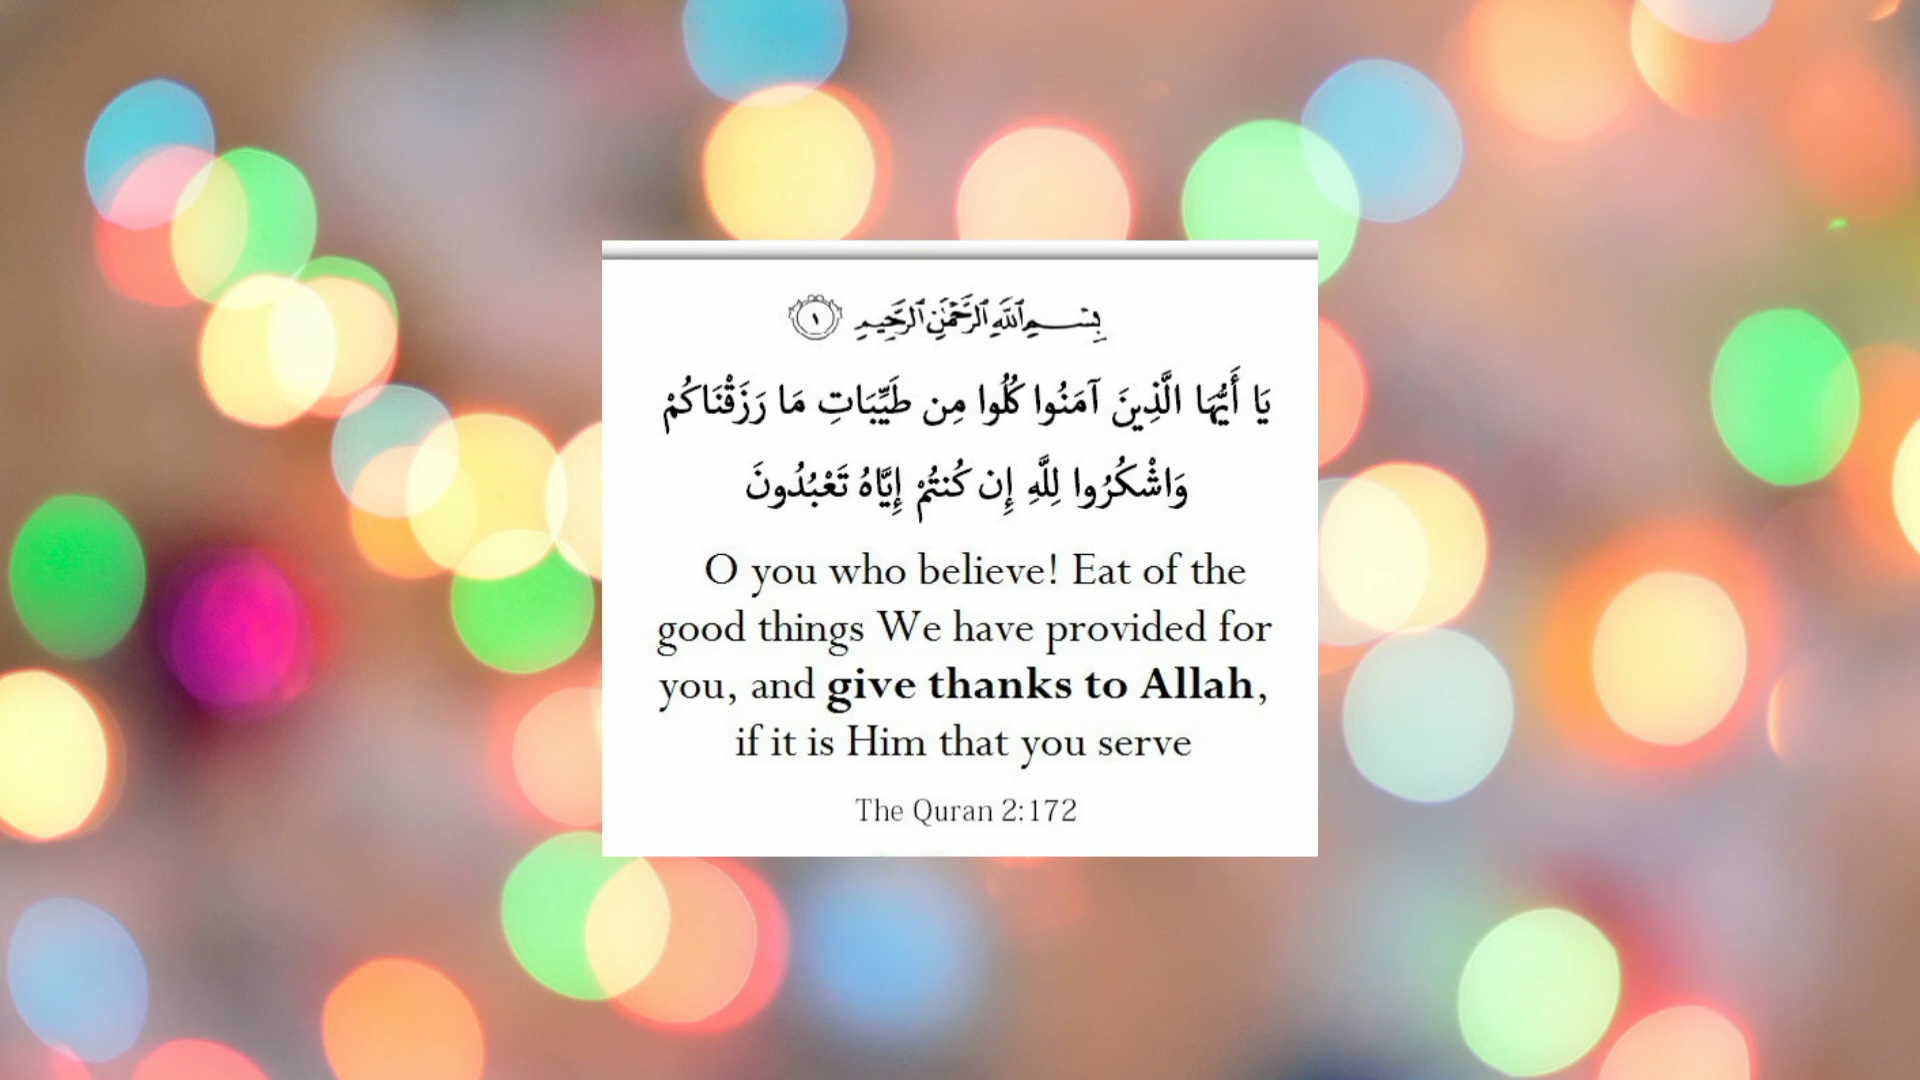 بِسْمِ ٱللَّهِ ٱلرَّحْمَٰنِ ٱلرَّحِيمِ ١
يَا أَيُّهَا الَّذِينَ آمَنُوا كُلُوا مِن طَيِّبَاتِ مَا رَزَقْنَاكُمْ
وَاشْكُرُوا لِلَّهِ إِن كُنتُمْ إِيَّاهُ تَعْبُدُونَ
O you who believe! Eat of the
good things We have provided for
you, and give thanks to Allah,
if it is Him that you serve
The Quran 2:172